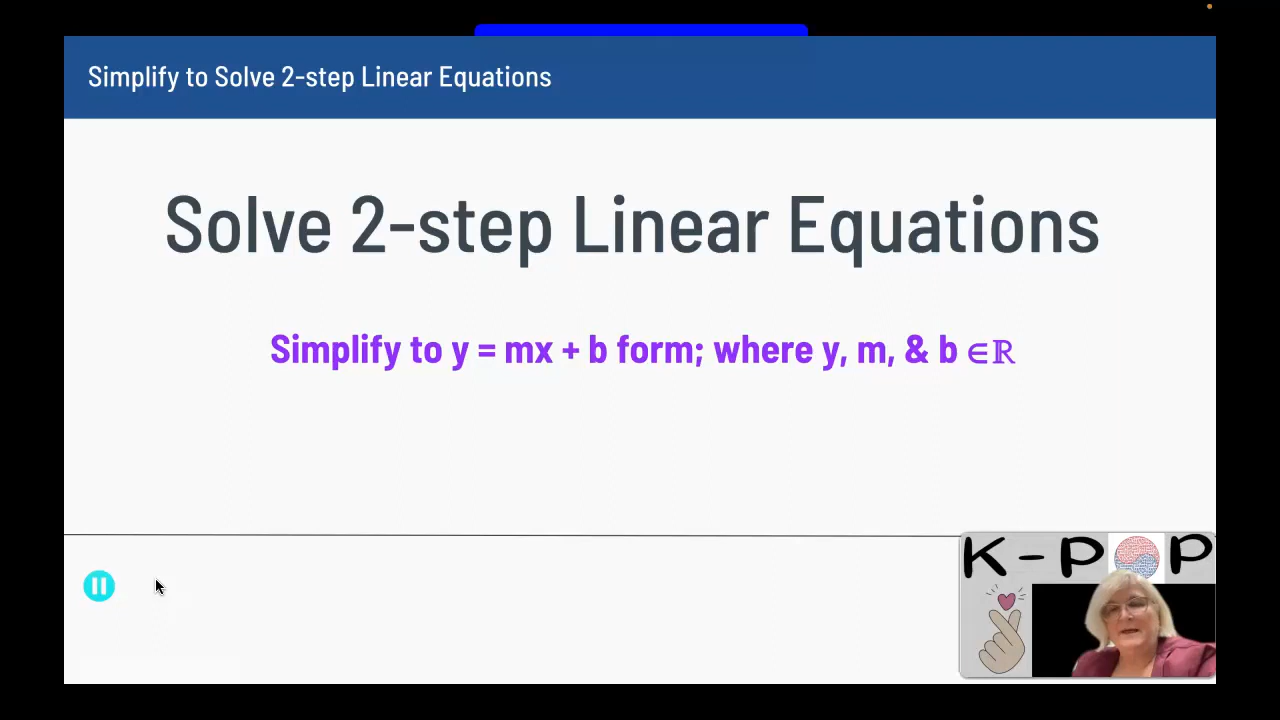 Simplify to Solve 2-step Linear Equations
Solve 2-step Linear Equations
Simplify to y = mx + b form; where y, m, & b ∈ℝ
K-POP